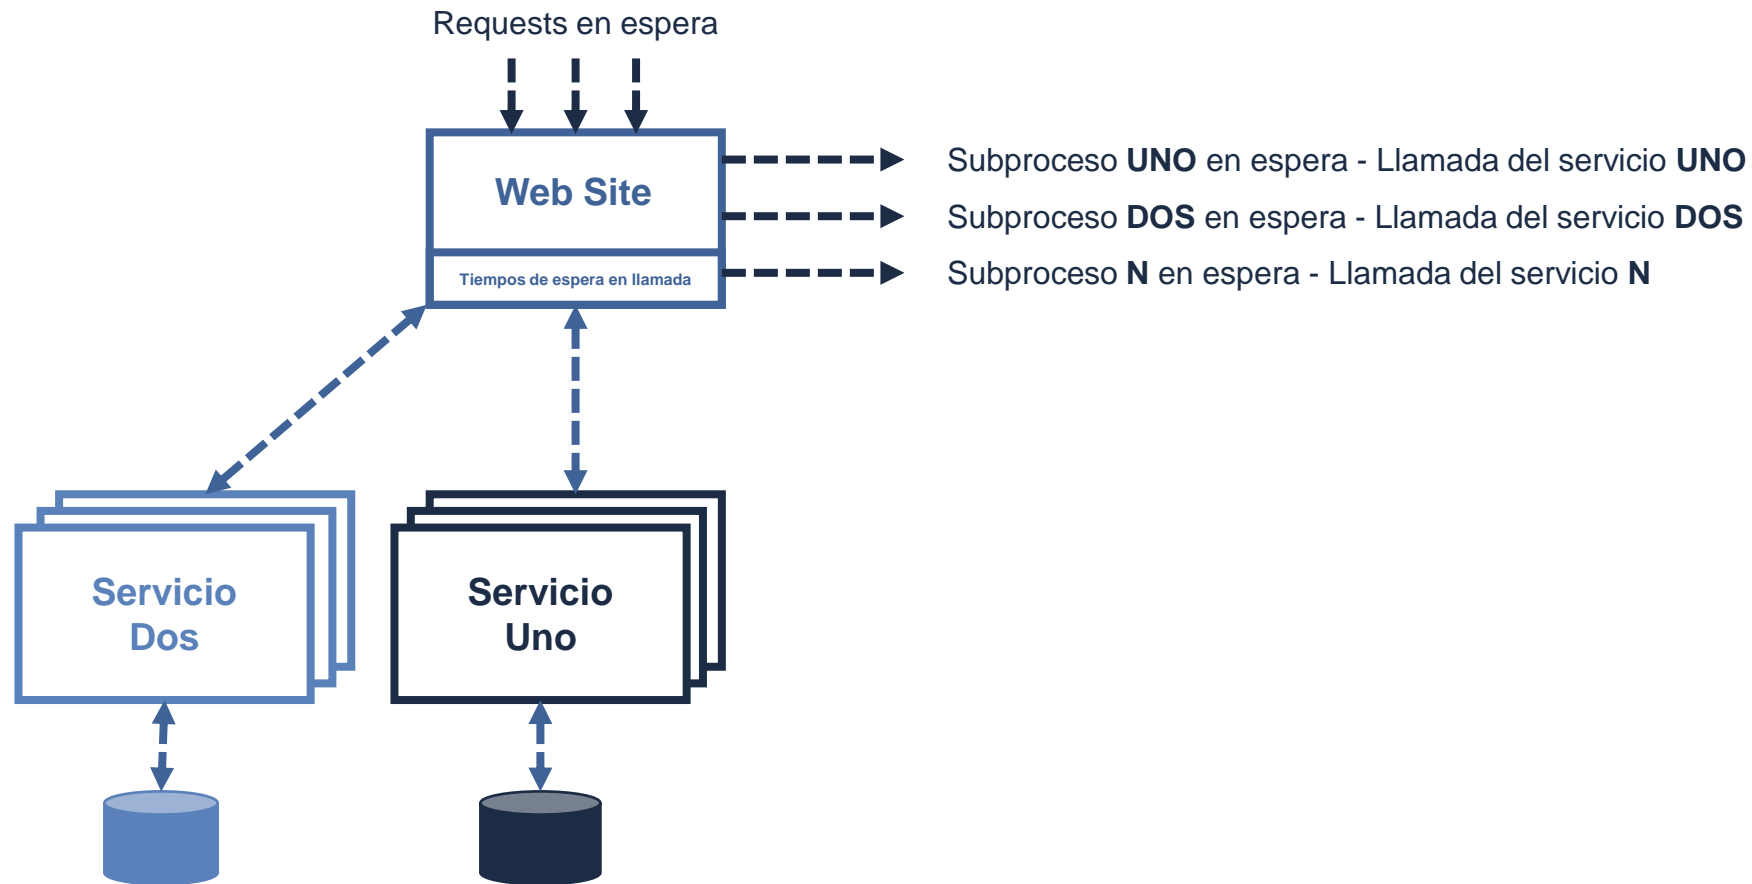 Requests en espera
Web Site
Tiempos de espera en llamada
Subproceso UNO en espera - Llamada del servicio UNO
Subproceso DOS en espera - Llamada del servicio DOS
Subproceso N en espera - Llamada del servicio N
Servicio
Dos
Servicio
Uno